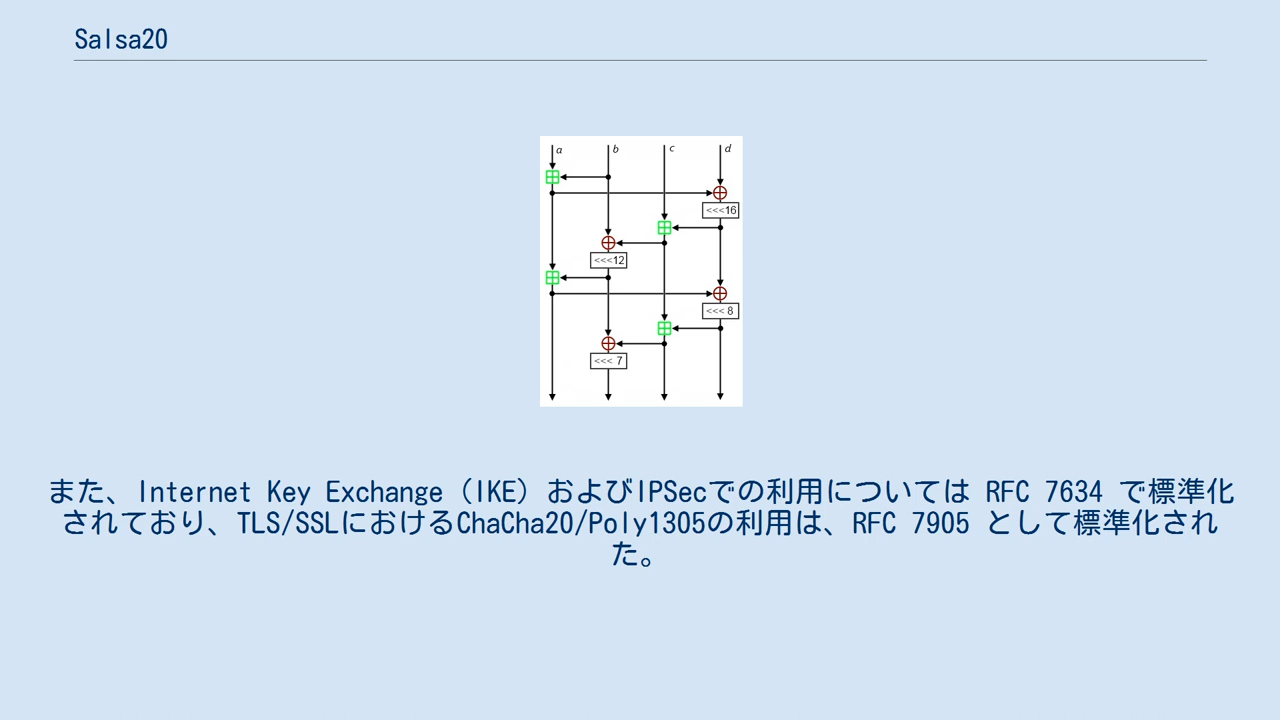 Salsa20
a b c d
<<<16
<<<12
<<< 8
<<< 7
また、Internet Key Exchange（IKE）およびIPSecでの利用については RFC 7634 で標準化
されており、TLS/SSLにおけるChaCha20/Poly1305の利用は、RFC 7905 として標準化され
た。